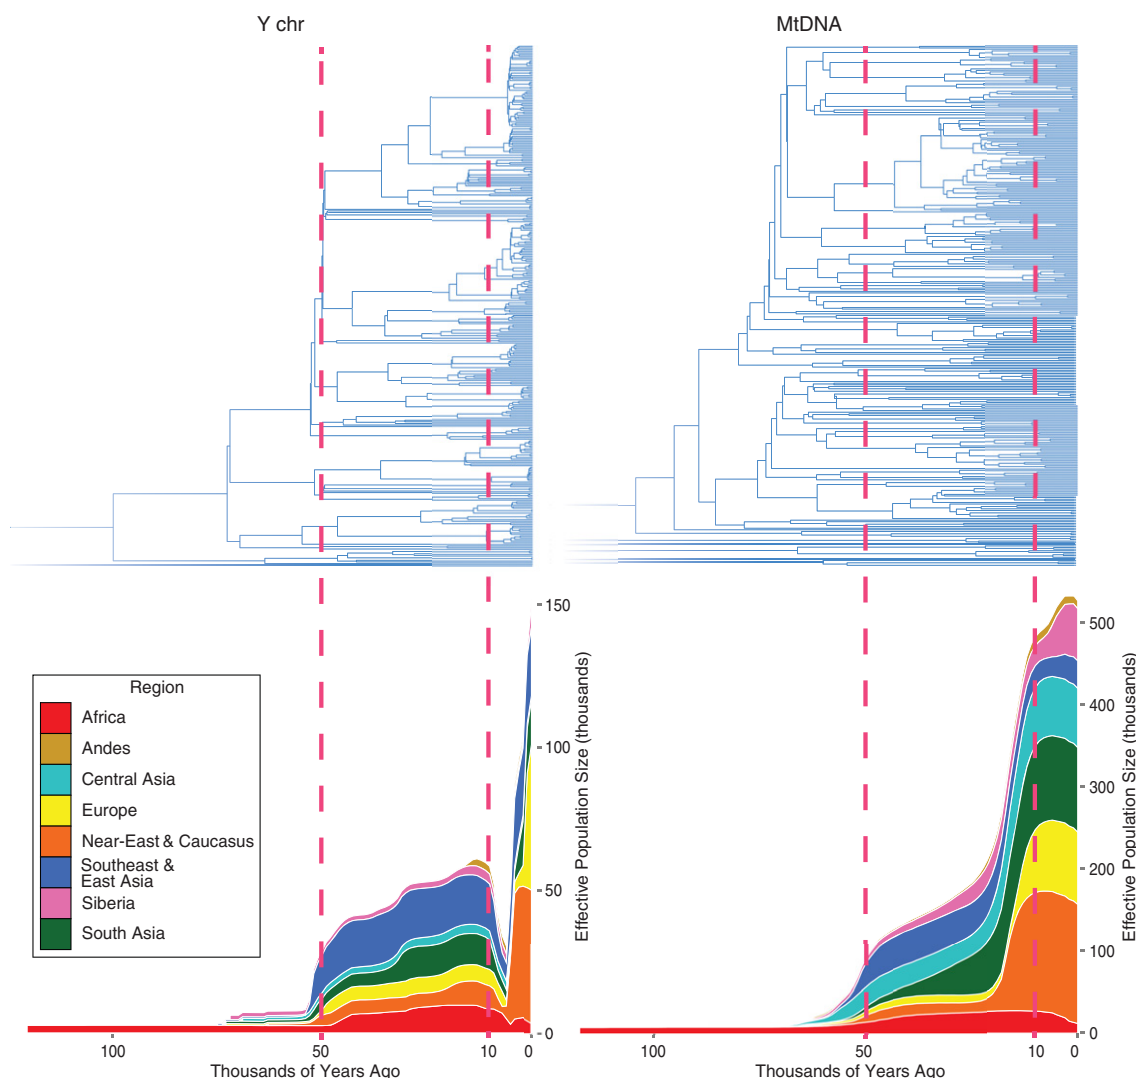 Y chr
MtDNA
Region
Africa
Andes
Central Asia
Europe
Near-East & Caucasus
Southeast &
East Asia
Siberia
South Asia
150
100
50
0
Effective Population Size (thousands)
500
400
300
200
100
0
Effective Population Size (thousands)
100
50
10
0
Thousands of Years Ago
100
50
10
0
Thousands of Years Ago